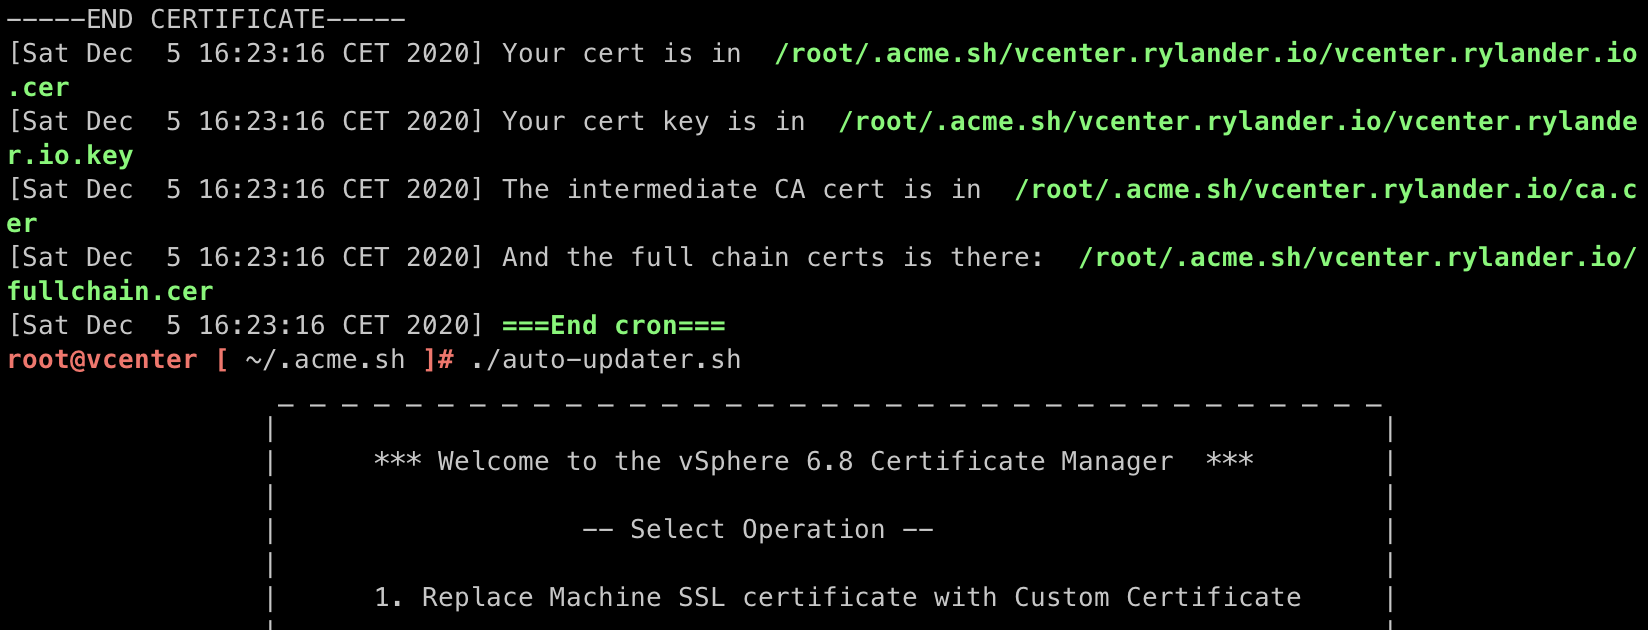 -----END CERTIFICATE-----
[Sat Dec  5 16:23:16 CET 2020] Your cert is in  /root/.acme.sh/vcenter.rylander.io/vcenter.rylander.io
.cer
[Sat Dec  5 16:23:16 CET 2020] Your cert key is in  /root/.acme.sh/vcenter.rylander.io/vcenter.rylande
r.io.key
[Sat Dec  5 16:23:16 CET 2020] The intermediate CA cert is in  /root/.acme.sh/vcenter.rylander.io/ca.c
er
[Sat Dec  5 16:23:16 CET 2020] And the full chain certs is there:  /root/.acme.sh/vcenter.rylander.io/
fullchain.cer
[Sat Dec  5 16:23:16 CET 2020] ===End cron===
root@vcenter [ ~/.acme.sh ]# ./auto-updater.sh
*** Welcome to the vSphere 6.8 Certificate Manager  ***
-- Select Operation --
1. Replace Machine SSL certificate with Custom Certificate